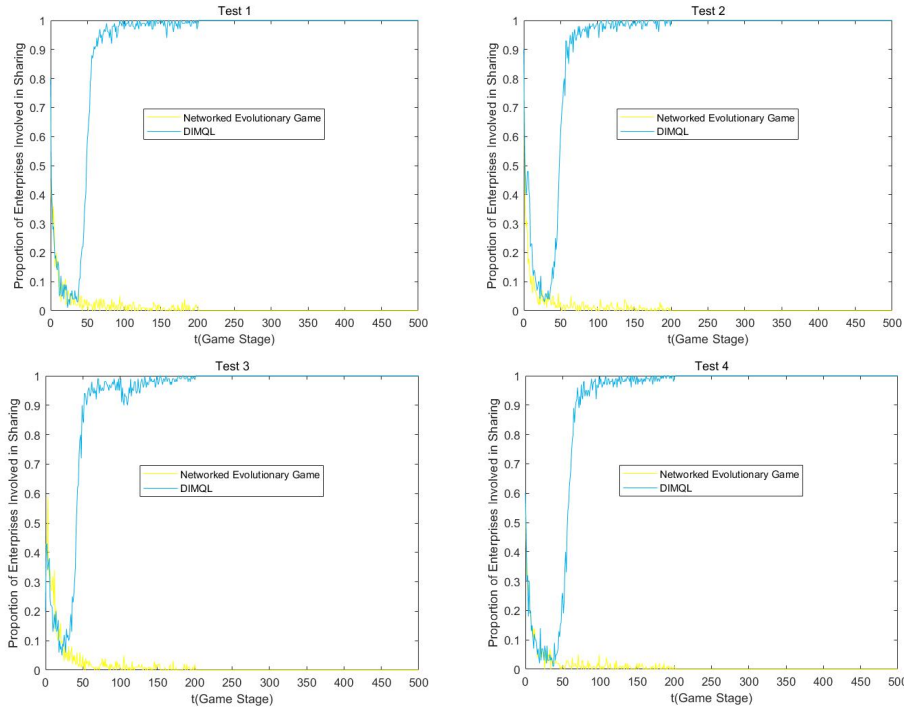 Test 1
Proportion of Enterprises Involved in Sharing
1
0.9
0.8
0.7
0.6
0.5
0.4
0.3
0.2
0.1
0
Networked Evolutionary Game
DIMQL
0 50 100 150 200 250 300 350 400 450 500
t(Game Stage)
Test 2
Proportion of Enterprises Involved in Sharing
1
0.9
0.8
0.7
0.6
0.5
0.4
0.3
0.2
0.1
0
Networked Evolutionary Game
DIMQL
0 50 100 150 200 250 300 350 400 450 500
t(Game Stage)
Test 3
Proportion of Enterprises Involved in Sharing
1
0.9
0.8
0.7
0.6
0.5
0.4
0.3
0.2
0.1
0
Networked Evolutionary Game
DIMQL
0 50 100 150 200 250 300 350 400 450 500
t(Game Stage)
Test 4
Proportion of Enterprises Involved in Sharing
1
0.9
0.8
0.7
0.6
0.5
0.4
0.3
0.2
0.1
0
Networked Evolutionary Game
DIMQL
0 50 100 150 200 250 300 350 400 450 500
t(Game Stage)